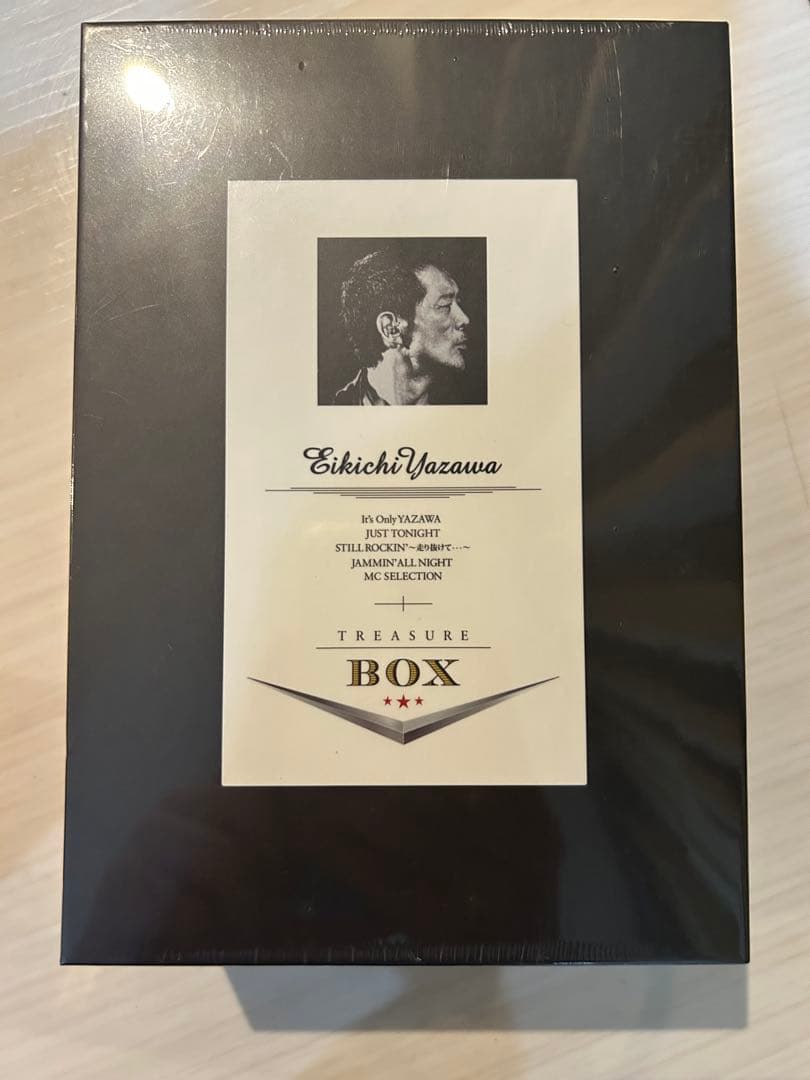 Eikichi Yazawa
It's Only YAZAWA
JUST TONIGHT
STILL ROCKIN'〜走り抜けて・・・〜
JAMMIN' ALL NIGHT
MC SELECTION
TREASURE
BOX